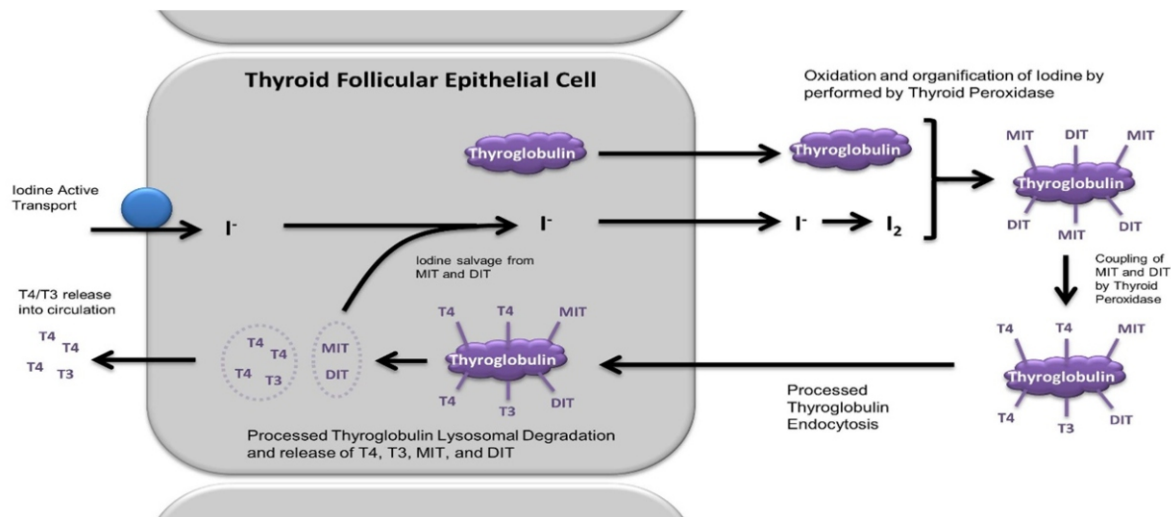 Thyroid Follicular Epithelial Cell
Oxidation and organification of Iodine by
performed by Thyroid Peroxidase
Thyroglobulin
Thyroglobulin
MIT
DIT
MIT
Thyroglobulin
DIT
MIT
DIT
Iodine Active
Transport
I-
I-
I-
I2
Iodine salvage from
MIT and DIT
Coupling of
MIT and DIT
by Thyroid
Peroxidase
T4/T3 release
into circulation
T4
T4
T4
T3
T4
T4
T4
T3
MIT
DIT
T4
T4
MIT
Thyroglobulin
T4
T3
DIT
T4
T4
MIT
Thyroglobulin
T4
T3
DIT
Processed
Thyroglobulin
Endocytosis
Processed Thyroglobulin Lysosomal Degradation
and release of T4, T3, MIT, and DIT